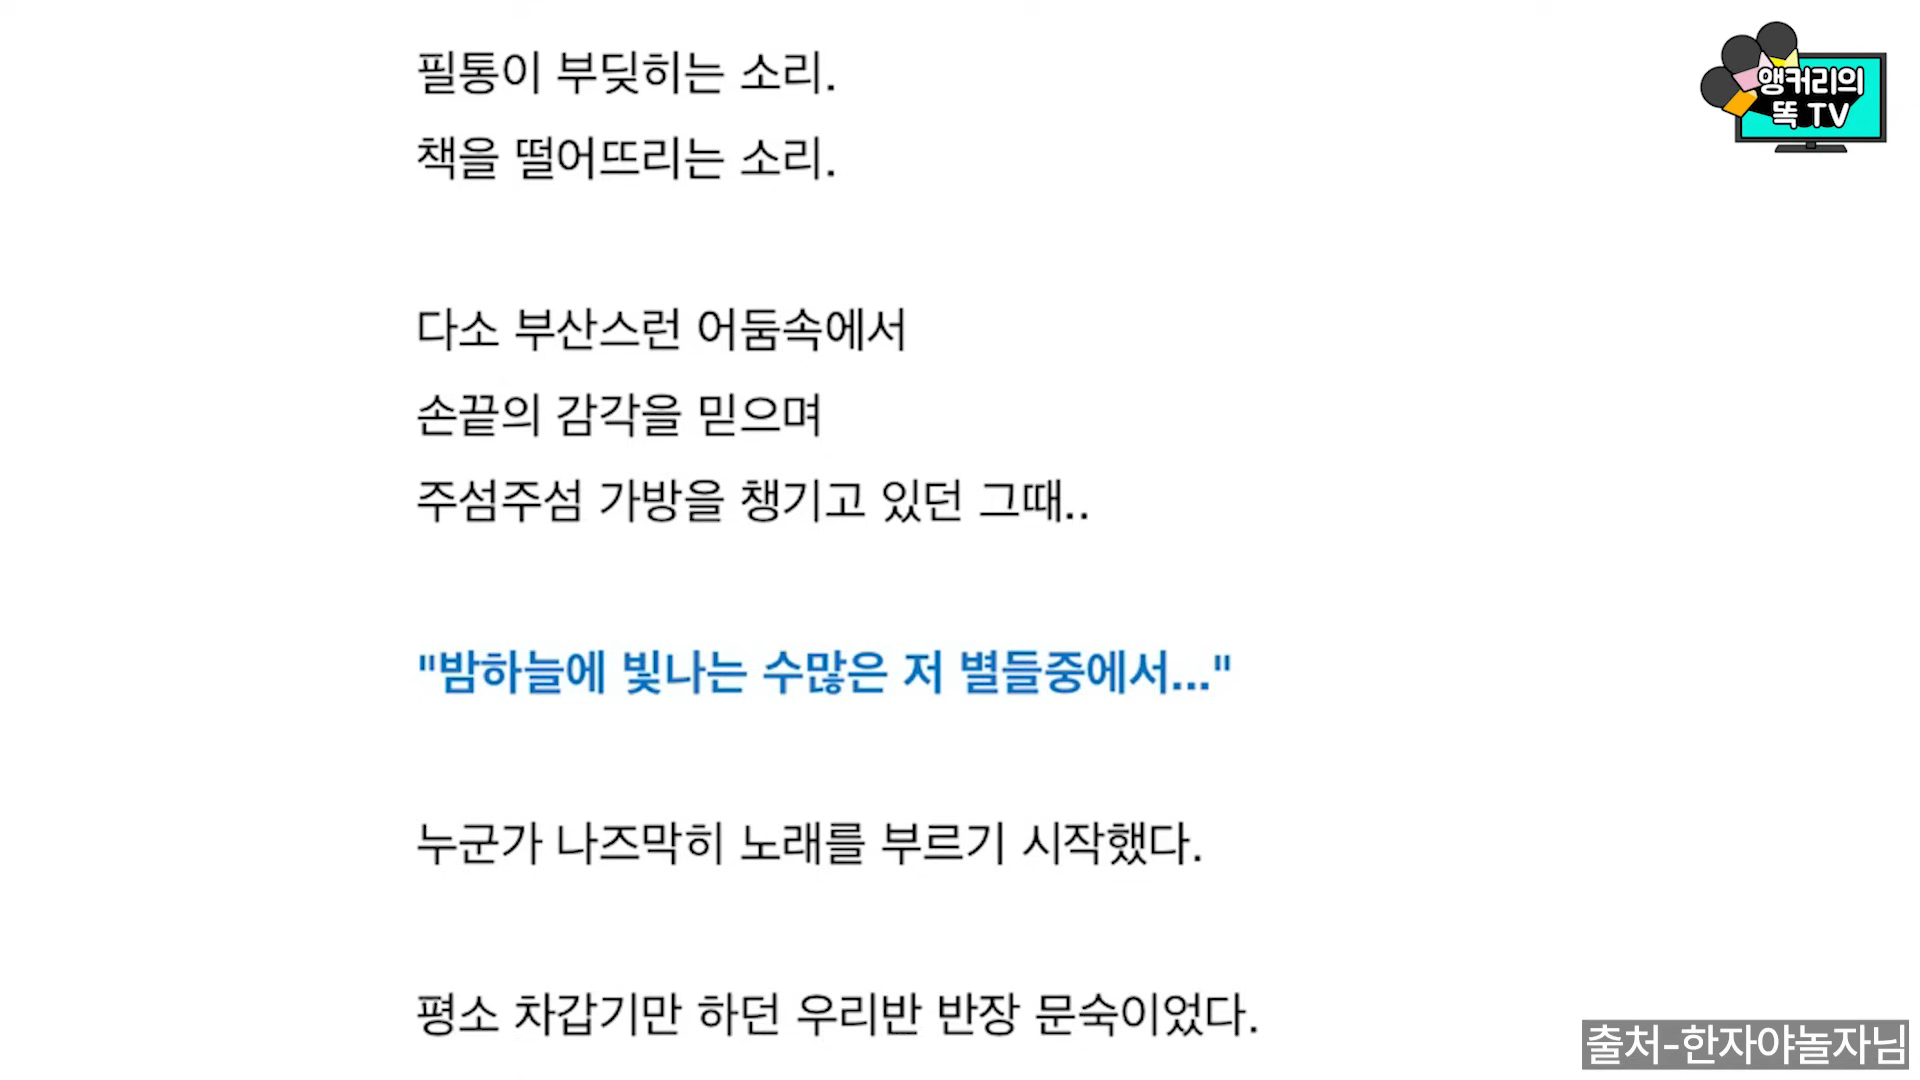 필통이 부딪히는 소리.
책을 떨어뜨리는 소리.
다소 부산스런 어둠속에서
손끝의 감각을 믿으며
주섬주섬 가방을 챙기고 있던 그때..
"밤하늘에 빛나는 수많은 저 별들중에서..."
누군가 나즈막히 노래를 부르기 시작했다.
평소 차갑기만 하던 우리반 반장 문숙이었다.
앵커리의
똑 TV
출처-한자야놀자님